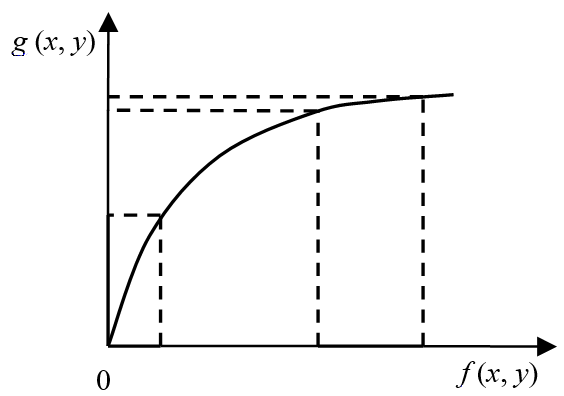 g (x, y)
0
f (x, y)